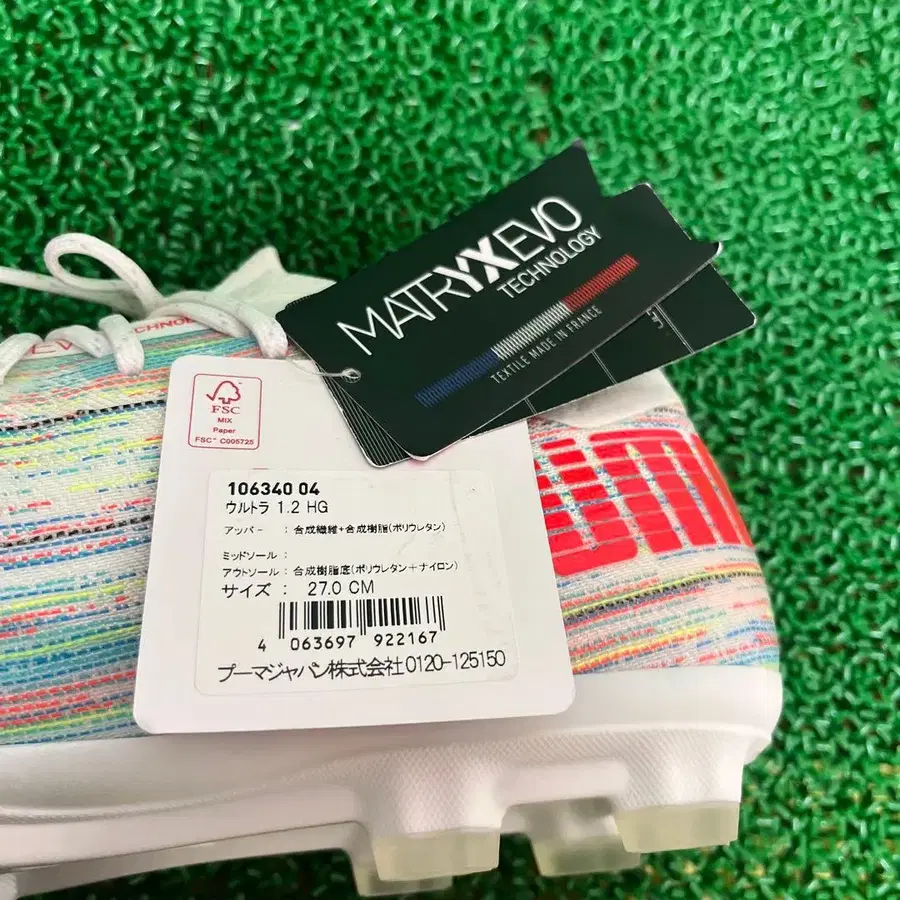 MATRYXEVO
TECHNOLOGY
TEXTILE MADE IN FRANCE
FSC
MIX
Paper
FSC® C005725
106340 04
ウルトラ 1.2 HG
アッパー : 合成繊維+合成樹脂(ポリウレタン)
ミッドソール :
アウトソール : 合成樹脂底(ポリウレタン+ナイロン)
サイズ : 27.0 CM
4 063697 922167
プーマジャパン株式会社0120-125150